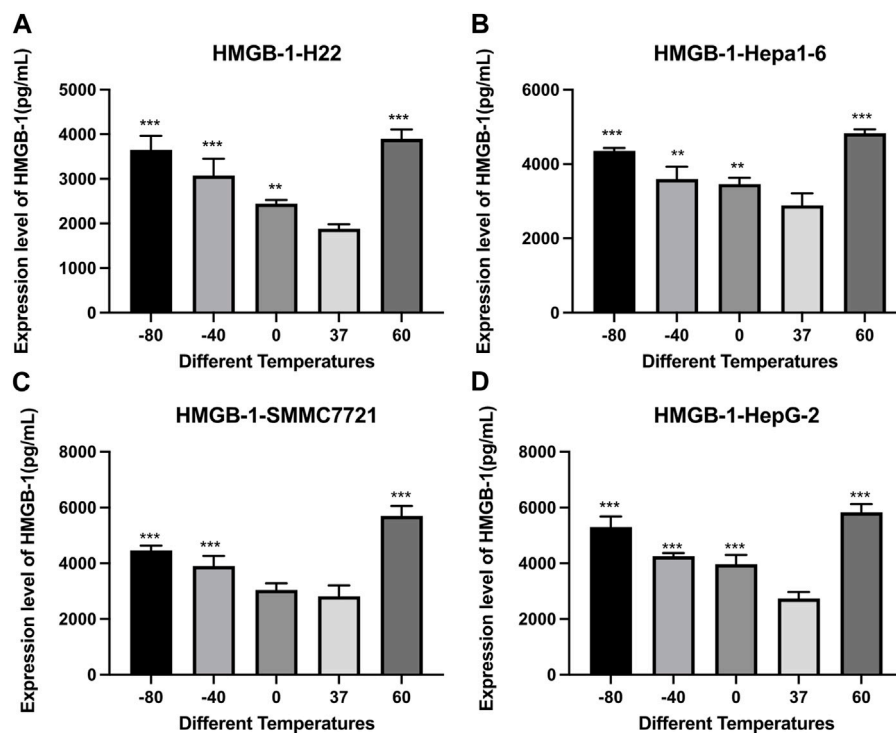 A
HMGB-1-H22
Expression level of HMGB-1(pg/mL)
5000
4000
3000
2000
1000
0
***
***
**
***
-80 -40 0 37 60
Different Temperatures
B
HMGB-1-Hepa1-6
Expression level of HMGB-1(pg/mL)
6000
4000
2000
0
***
**
**
***
-80 -40 0 37 60
Different Temperatures
C
HMGB-1-SMMC7721
Expression level of HMGB-1(pg/mL)
8000
6000
4000
2000
0
***
***
***
-80 -40 0 37 60
Different Temperatures
D
HMGB-1-HepG-2
Expression level of HMGB-1(pg/mL)
8000
6000
4000
2000
0
***
***
***
***
-80 -40 0 37 60
Different Temperatures